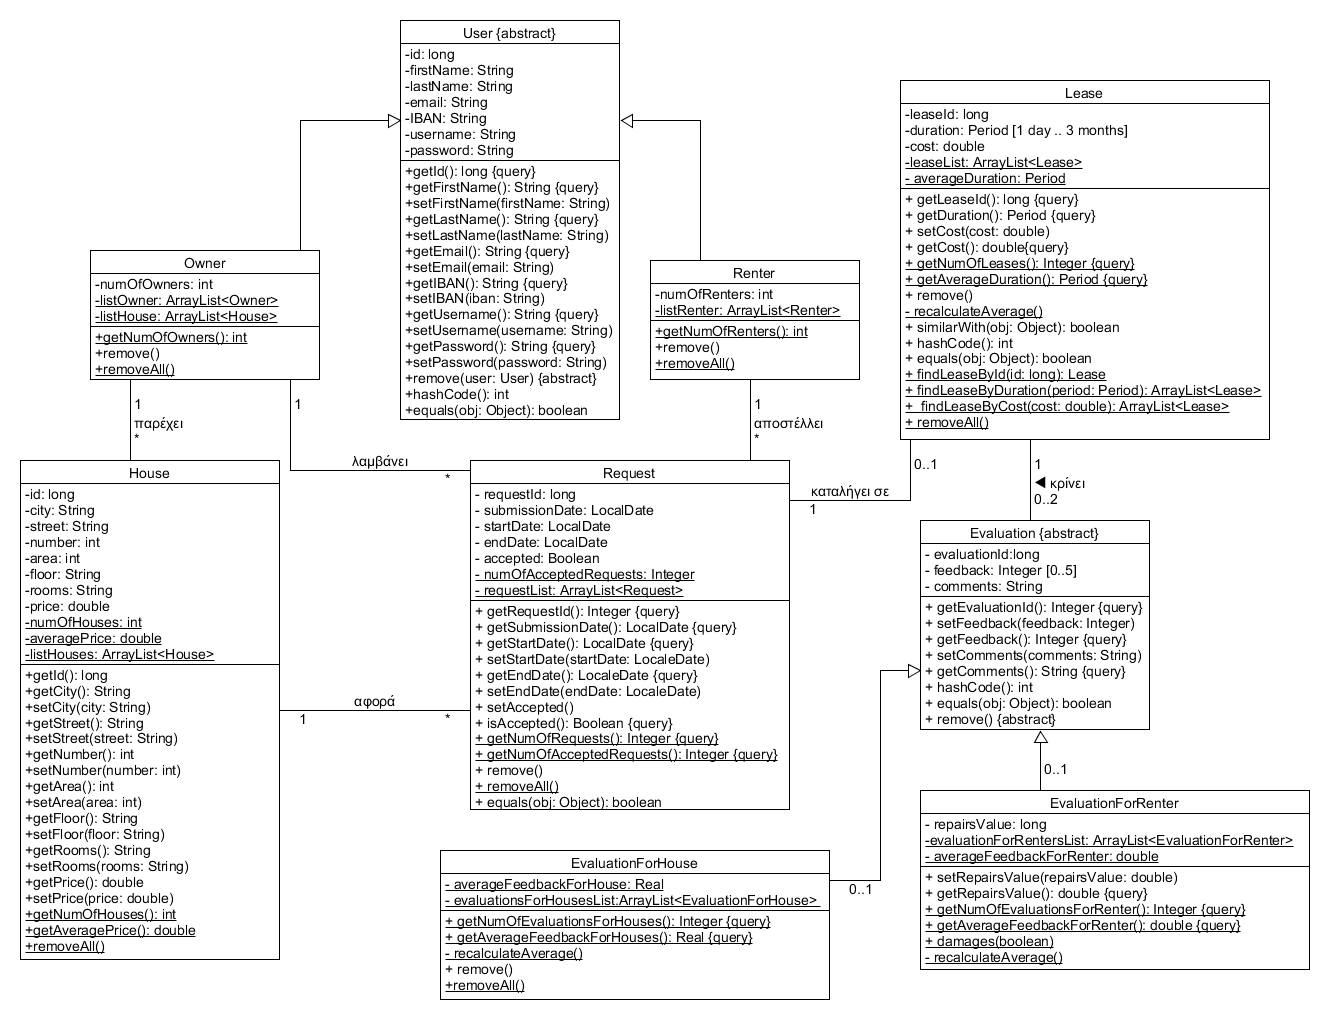 User {abstract}
-id: long
-firstName: String
-lastName: String
-email: String
-IBAN: String
-username: String
-password: String
+getId(): long {query}
+getFirstName(): String {query}
+setFirstName(firstName: String)
+getLastName(): String {query}
+setLastName(lastName: String)
+getEmail(): String {query}
+setEmail(email: String)
+getIBAN(): String {query}
+setIBAN(iban: String)
+getUsername(): String {query}
+setUsername(username: String)
+getPassword(): String {query}
+setPassword(password: String)
+remove(user: User) {abstract}
+hashCode(): int
+equals(obj: Object): boolean
Lease
-leaseId: long
-duration: Period [1 day .. 3 months]
-cost: double
-leaseList: ArrayList<Lease>
- averageDuration: Period
+ getLeaseId(): long {query}
+ getDuration(): Period {query}
+ setCost(cost: double)
+ getCost(): double{query}
+ getNumOfLeases(): Integer {query}
+ getAverageDuration(): Period {query}
+ remove()
- recalculateAverage()
+ similarWith(obj: Object): boolean
+ hashCode(): int
+ equals(obj: Object): boolean
+ findLeaseById(id: long): Lease
+ findLeaseByDuration(period: Period): ArrayList<Lease>
+ findLeaseByCost(cost: double): ArrayList<Lease>
+ removeAll()
Owner
-numOfOwners: int
-listOwner: ArrayList<Owner>
-listHouse: ArrayList<House>
+getNumOfOwners(): int
+remove()
+removeAll()
Renter
-numOfRenters: int
-listRenter: ArrayList<Renter>
+getNumOfRenters(): int
+remove()
+removeAll()
1
παρέχει
*
1
λαμβάνει
*
1
αποστέλλει
*
0..1
καταλήγει σε
1
1
◀ κρίνει
0..2
House
-id: long
-city: String
-street: String
-number: int
-area: int
-floor: String
-rooms: String
-price: double
-numOfHouses: int
-averagePrice: double
-listHouses: ArrayList<House>
+getId(): long
+getCity(): String
+setCity(city: String)
+getStreet(): String
+setStreet(street: String)
+getNumber(): int
+setNumber(number: int)
+getArea(): int
+setArea(area: int)
+getFloor(): String
+setFloor(floor: String)
+getRooms(): String
+setRooms(rooms: String)
+getPrice(): double
+setPrice(price: double)
+getNumOfHouses(): int
+getAveragePrice(): double
+removeAll()
αφορά
1
*
Request
- requestId: long
- submissionDate: LocalDate
- startDate: LocalDate
- endDate: LocalDate
- accepted: Boolean
- numOfAcceptedRequests: Integer
- requestList: ArrayList<Request>
+ getRequestId(): Integer {query}
+ getSubmissionDate(): LocalDate {query}
+ getStartDate(): LocalDate {query}
+ setStartDate(startDate: LocaleDate)
+ getEndDate(): LocaleDate {query}
+ setEndDate(endDate: LocaleDate)
+ setAccepted()
+ isAccepted(): Boolean {query}
+ getNumOfRequests(): Integer {query}
+ getNumOfAcceptedRequests(): Integer {query}
+ remove()
+ removeAll()
+ equals(obj: Object): boolean
Evaluation {abstract}
- evaluationId:long
- feedback: Integer [0..5]
- comments: String
+ getEvaluationId(): Integer {query}
+ setFeedback(feedback: Integer)
+ getFeedback(): Integer {query}
+ setComments(comments: String)
+ getComments(): String {query}
+ hashCode(): int
+ equals(obj: Object): boolean
+ remove() {abstract}
0..1
EvaluationForRenter
- repairsValue: long
-evaluationForRentersList: ArrayList<EvaluationForRenter>
- averageFeedbackForRenter: double
+ setRepairsValue(repairsValue: double)
+ getRepairsValue(): double {query}
+ getNumOfEvaluationsForRenter(): Integer {query}
+ getAverageFeedbackForRenter(): double {query}
+ damages(boolean)
- recalculateAverage()
EvaluationForHouse
- averageFeedbackForHouse: Real
- evaluationsForHousesList:ArrayList<EvaluationForHouse>
+ getNumOfEvaluationsForHouses(): Integer {query}
+ getAverageFeedbackForHouses(): Real {query}
- recalculateAverage()
+ remove()
+removeAll()
0..1